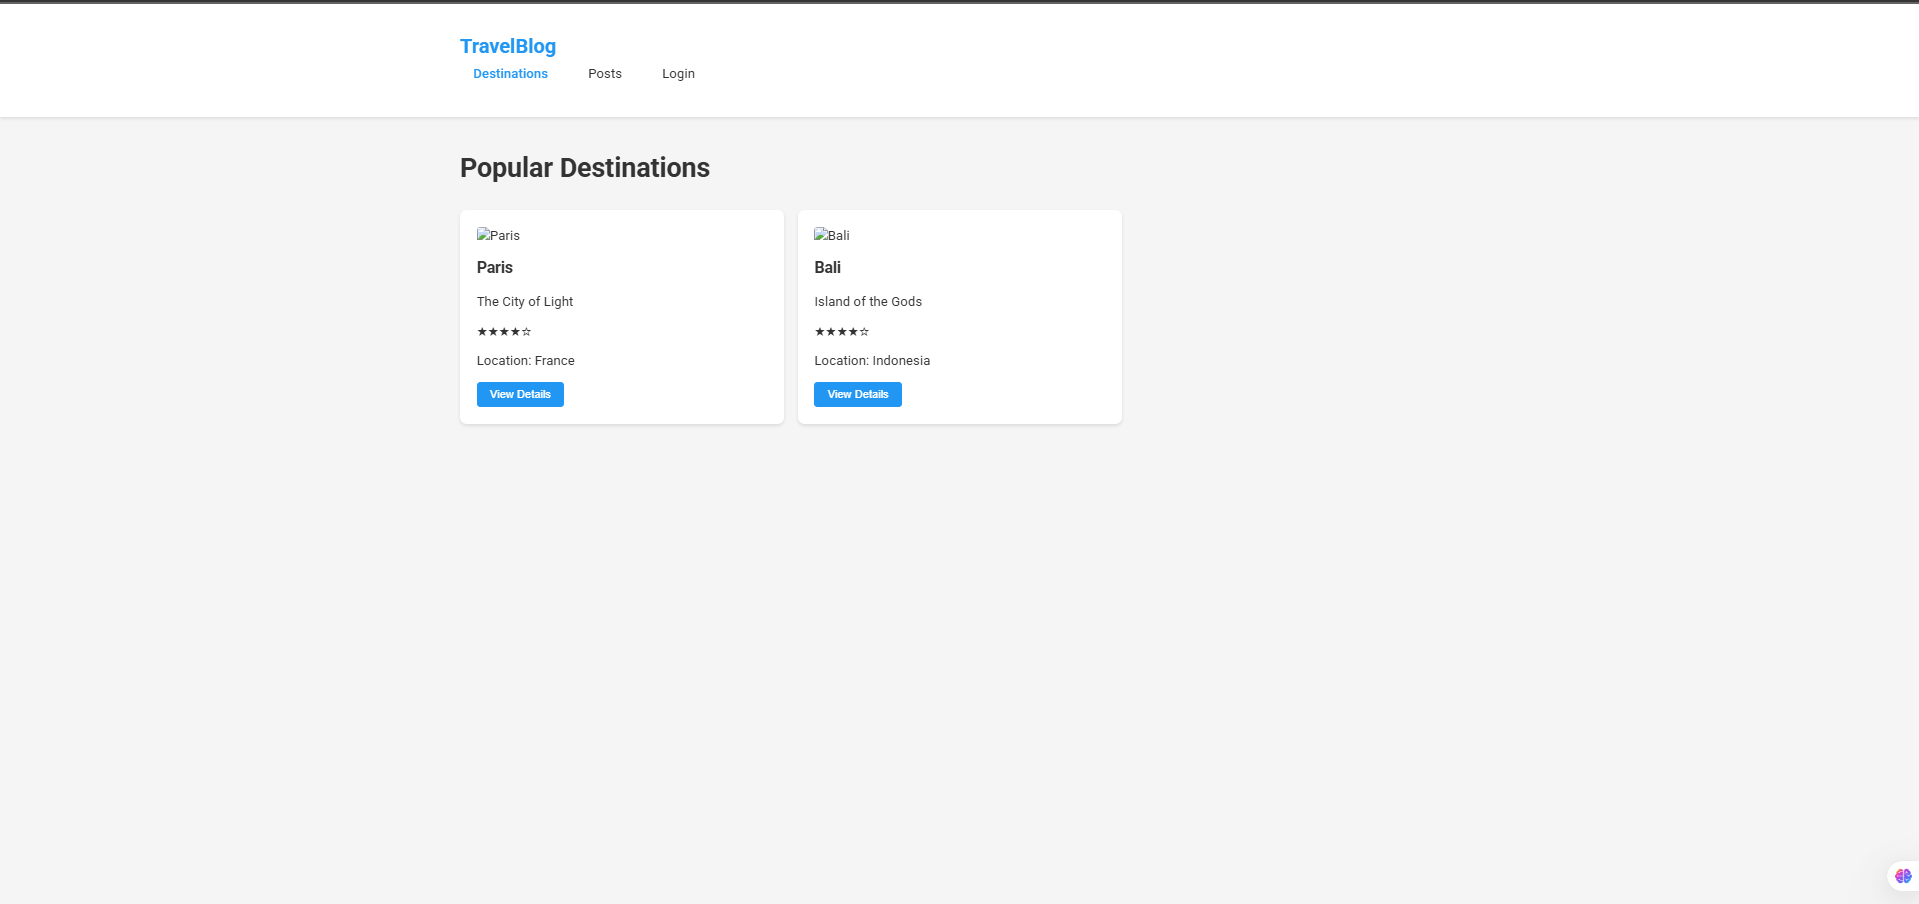 TravelBlog
Destinations Posts Login
Popular Destinations
Paris
Paris
The City of Light
★★★★☆
Location: France
View Details
Bali
Bali
Island of the Gods
★★★★☆
Location: Indonesia
View Details